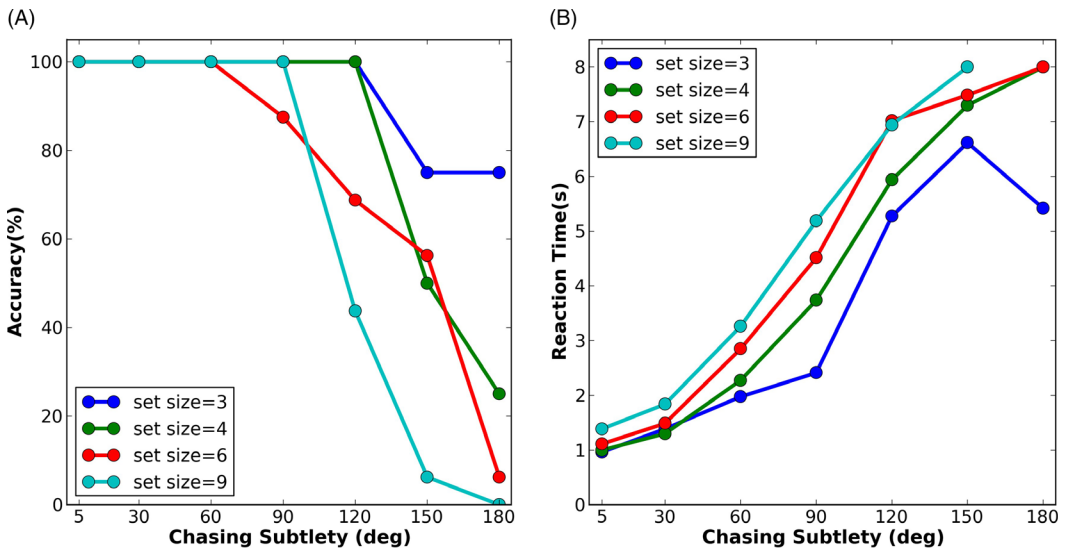 (A)
100
80
60
40
20
0
Accuracy(%)
set size=3
set size=4
set size=6
set size=9
5 30 60 90 120 150 180
Chasing Subtlety (deg)
(B)
8
7
6
5
4
3
2
1
0
Reaction Time(s)
set size=3
set size=4
set size=6
set size=9
5 30 60 90 120 150 180
Chasing Subtlety (deg)